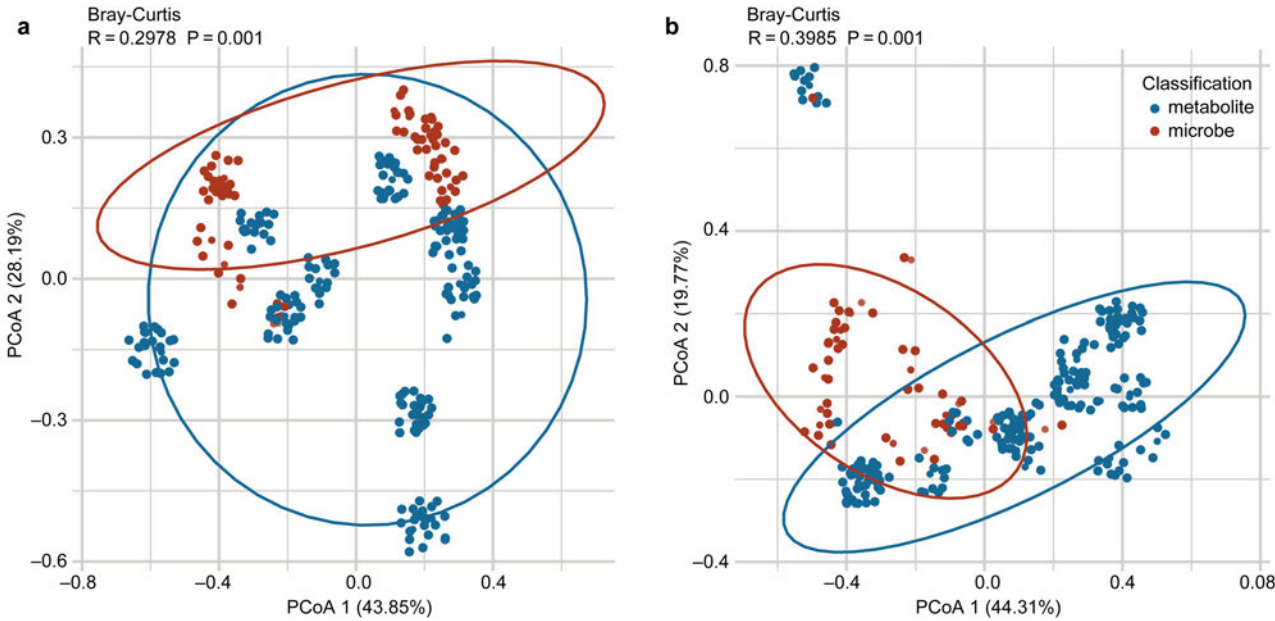 a
Bray-Curtis
R = 0.2978 P = 0.001
PCoA 2 (28.19%)
0.3
0.0
−0.3
−0.6
−0.8
−0.4
0.0
0.4
PCoA 1 (43.85%)
b
Bray-Curtis
R = 0.3985 P = 0.001
Classification
metabolite
microbe
PCoA 2 (19.77%)
0.8
0.4
0.0
−0.4
−0.4
0.0
0.4
0.08
PCoA 1 (44.31%)